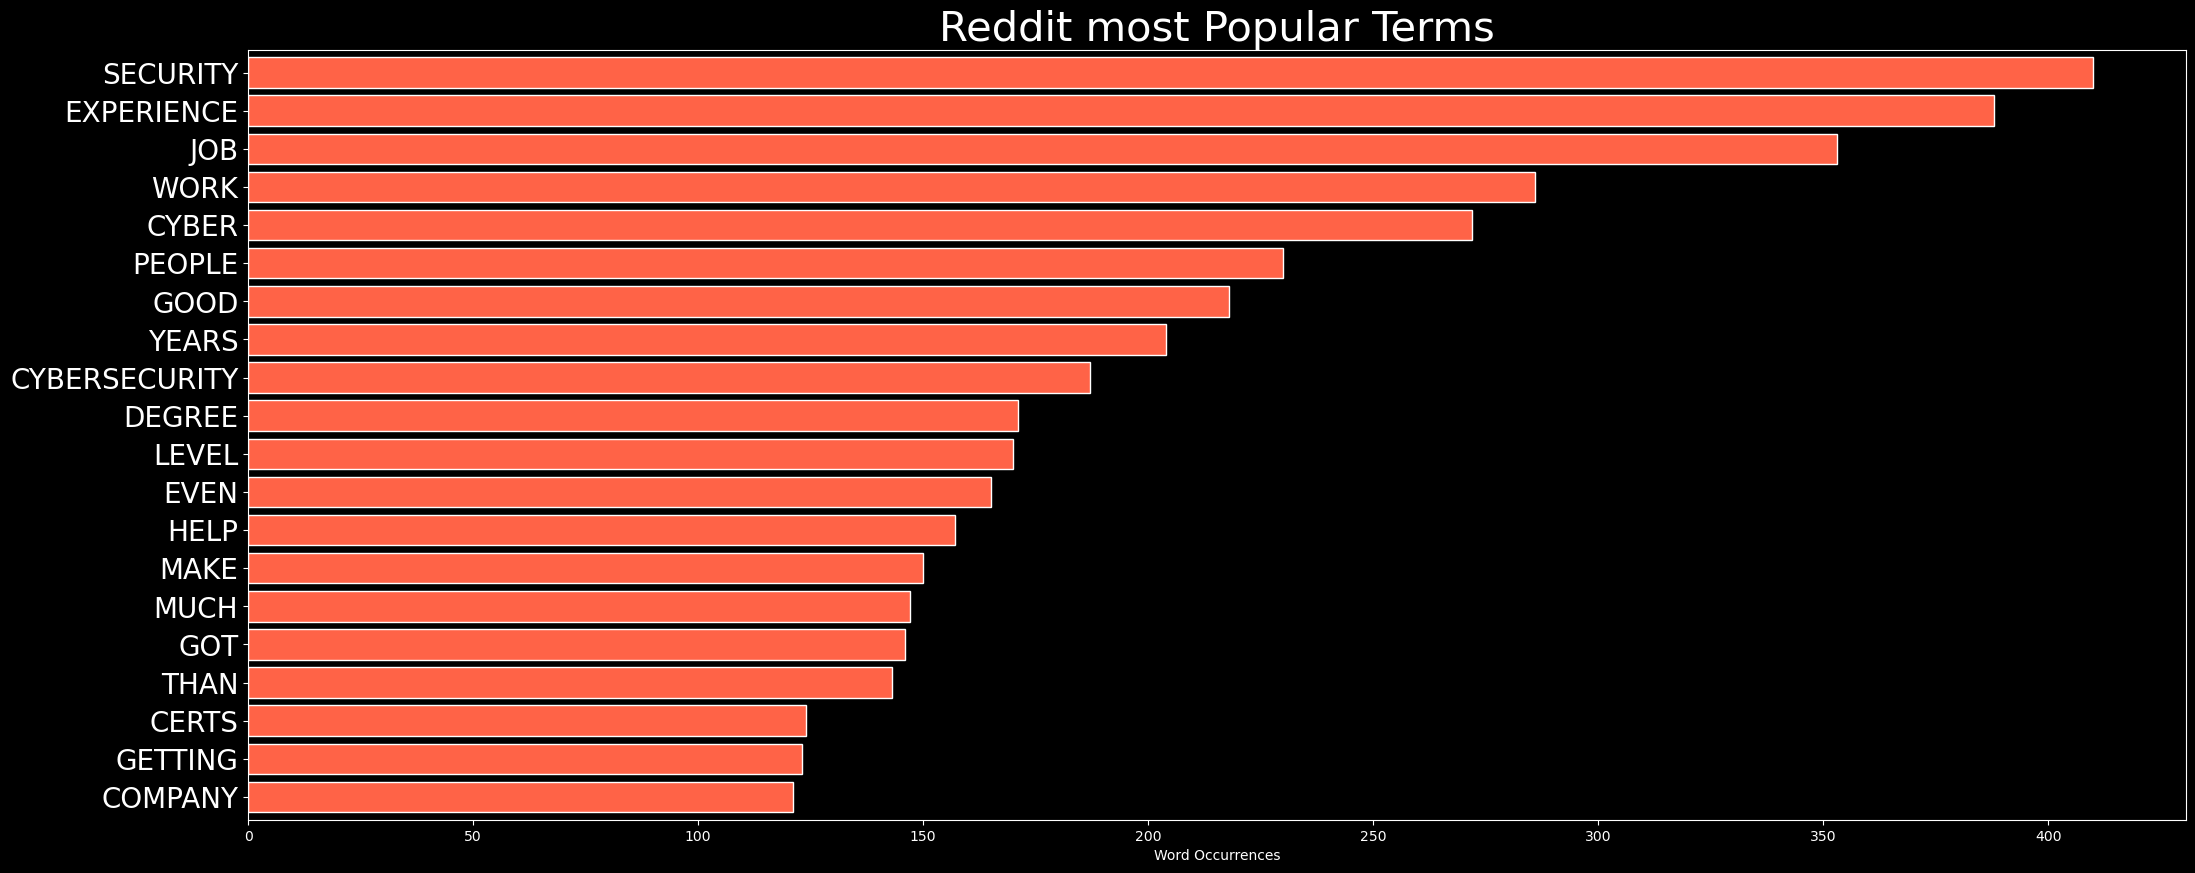 Reddit most Popular Terms
SECURITY
EXPERIENCE
JOB
WORK
CYBER
PEOPLE
GOOD
YEARS
CYBERSECURITY
DEGREE
LEVEL
EVEN
HELP
MAKE
MUCH
GOT
THAN
CERTS
GETTING
COMPANY
0 50 100 150 200 250 300 350 400
Word Occurrences